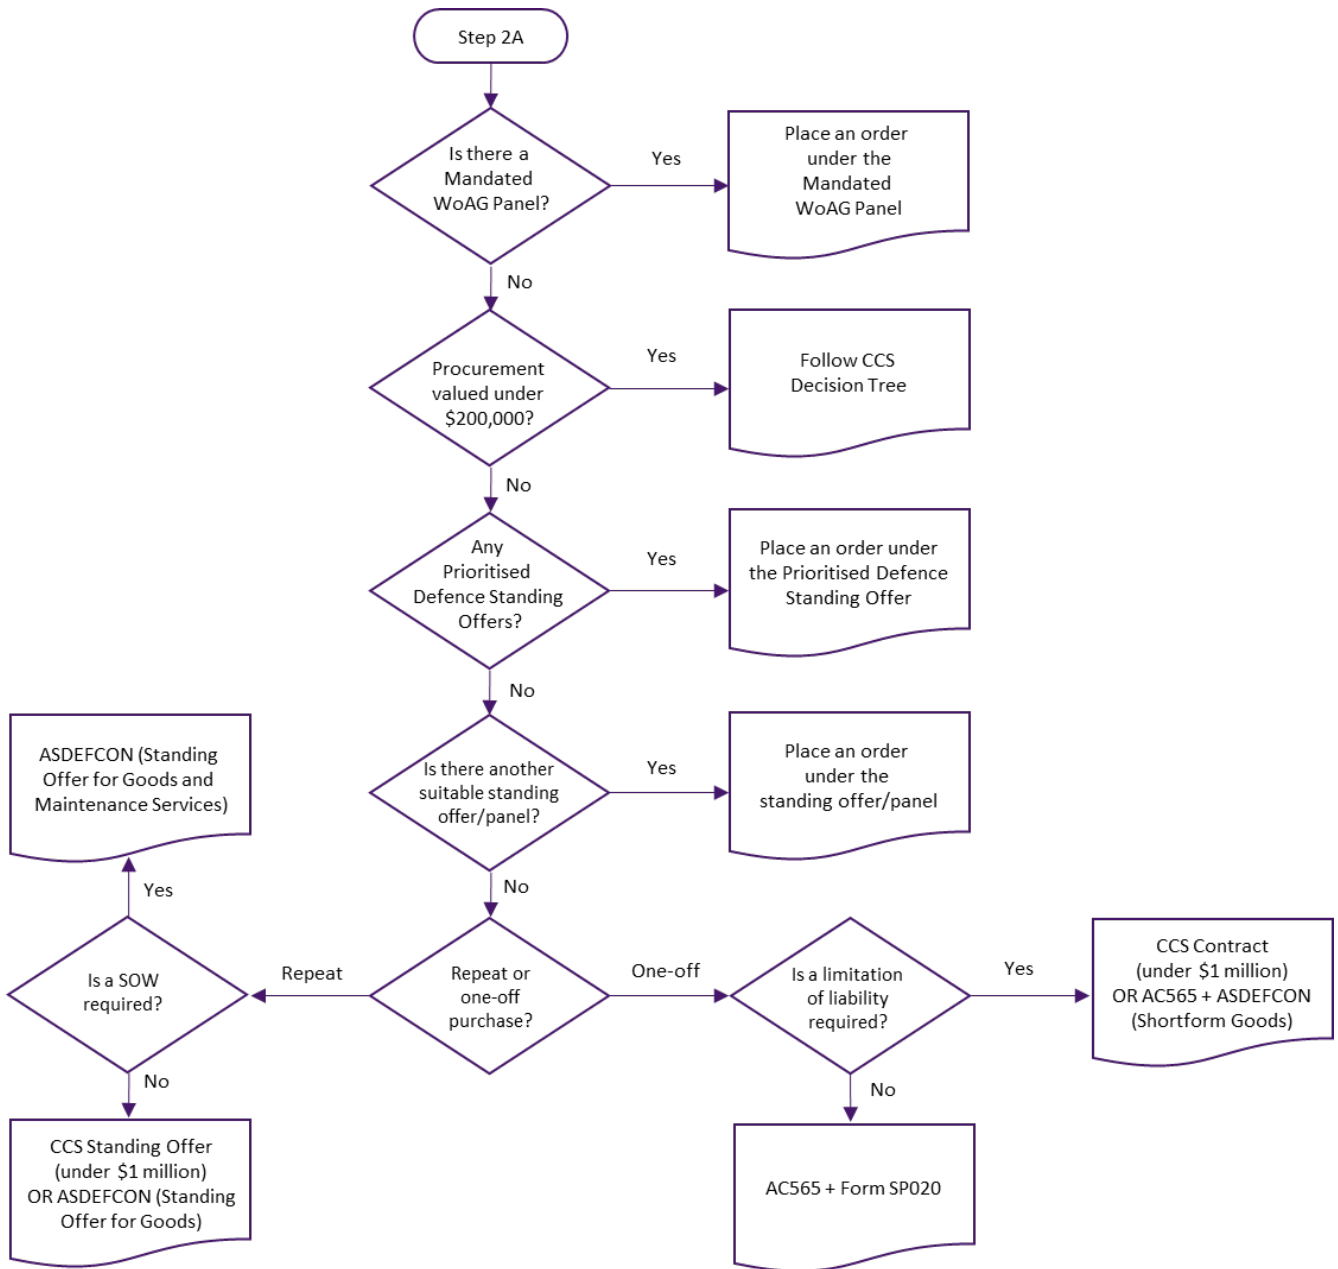 Step 2A
Is there a
Mandated
WoAG Panel?
Yes
Place an order
under the
Mandated
WoAG Panel
No
Procurement
valued under
$200,000?
Yes
Follow CCS
Decision Tree
No
Any
Prioritised
Defence Standing
Offers?
Yes
Place an order under
the Prioritised Defence
Standing Offer
No
Is there another
suitable standing
offer/panel?
Yes
Place an order
under the
standing offer/panel
No
Repeat or
one-off
purchase?
Repeat
Is a SOW
required?
Yes
ASDEFCON (Standing
Offer for Goods and
Maintenance Services)
No
CCS Standing Offer
(under $1 million)
OR ASDEFCON (Standing
Offer for Goods)
One-off
Is a limitation
of liability
required?
Yes
CCS Contract
(under $1 million)
OR AC565 + ASDEFCON
(Shortform Goods)
No
AC565 + Form SP020